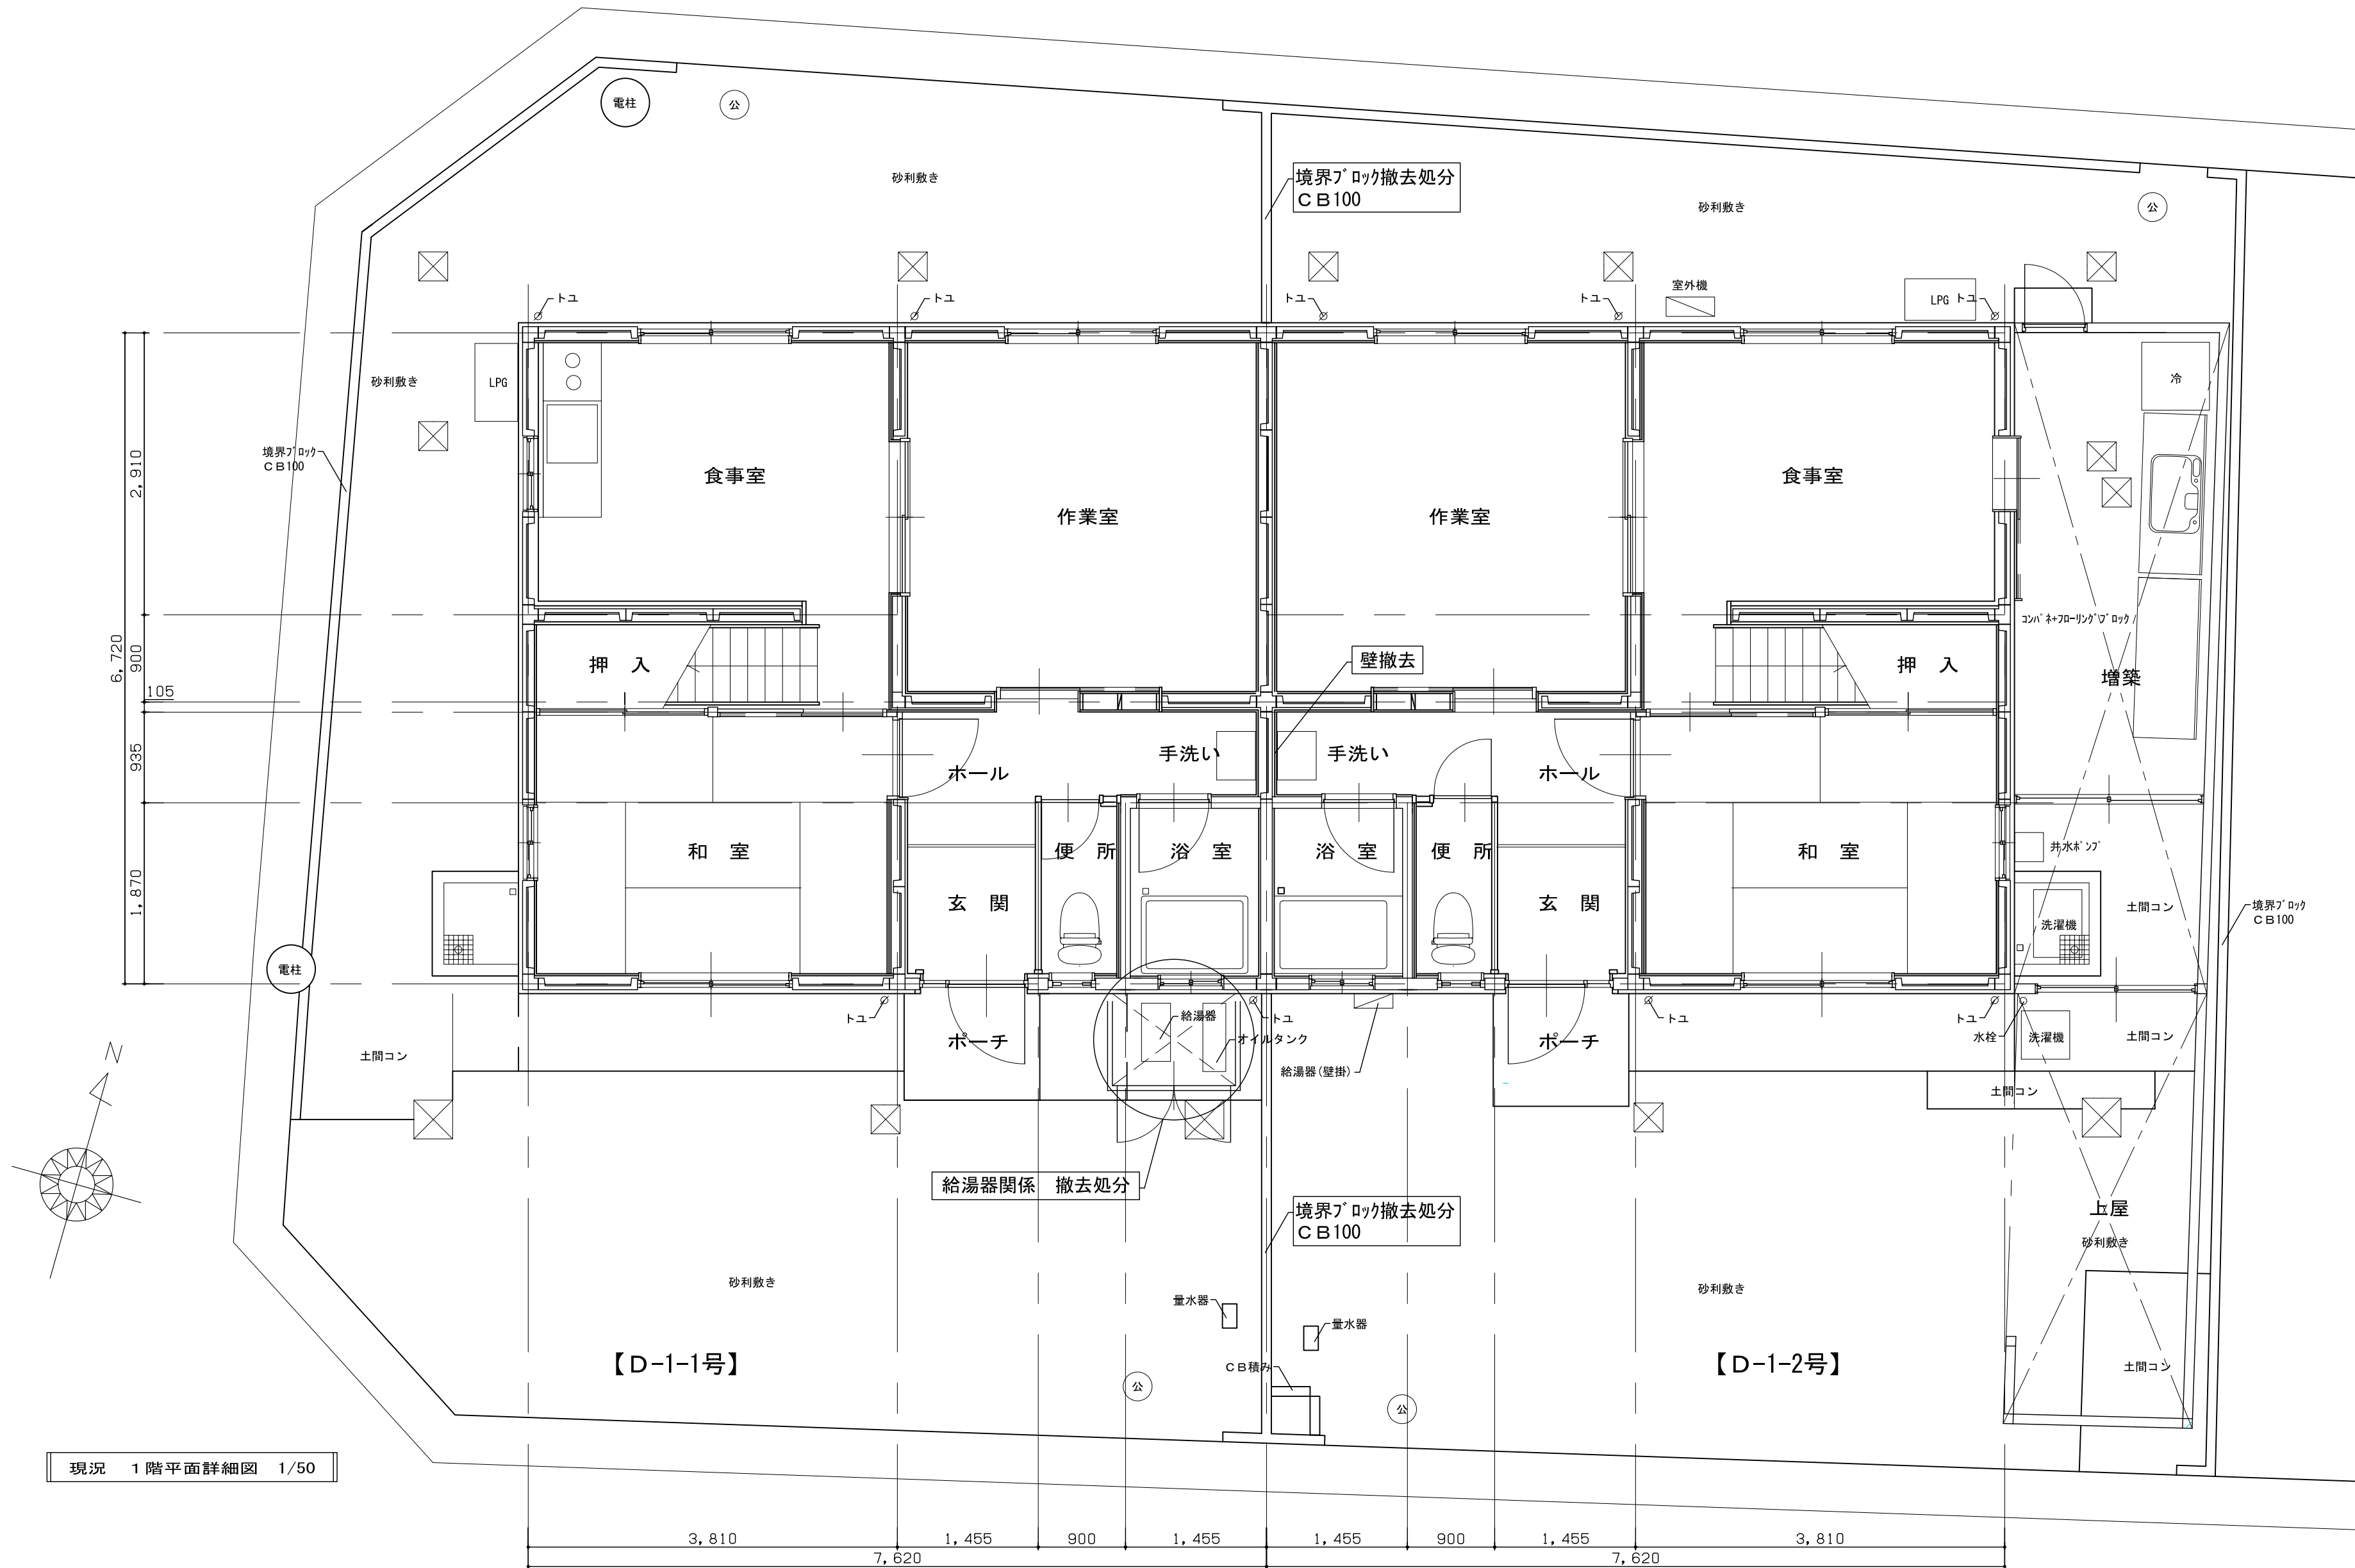 電柱
公
砂利敷き
境界ﾌﾞﾛｯｸ撤去処分
ＣＢ100
砂利敷き
公
室外機
トユ
トユ
トユ
トユ
LPG
トユ
砂利敷き
LPG
冷
境界ﾌﾞﾛｯｸ
ＣＢ100
食事室
作業室
作業室
食事室
2,910
6,720
900
105
935
1,870
ｺﾝﾊﾟﾈ+ﾌﾛｰﾘﾝｸﾞﾌﾞﾛｯｸ
押　入
壁撤去
押　入
増築
手洗い
手洗い
ホール
ホール
和　室
便　所
浴　室
浴　室
便　所
和　室
井水ﾎﾟﾝﾌﾟ
玄　関
玄　関
土間コン
境界ﾌﾞﾛｯｸ
ＣＢ100
洗濯機
電柱
トユ
給湯器
トユ
トユ
トユ
オイルタンク
ポーチ
ポーチ
水栓
洗濯機
土間コン
土間コン
給湯器(壁掛)
土間コン
N
給湯器関係　撤去処分
境界ﾌﾞﾛｯｸ撤去処分
ＣＢ100
上屋
砂利敷き
砂利敷き
砂利敷き
量水器
量水器
【Ｄ-1-1号】
【Ｄ-1-2号】
ＣＢ積み
土間コン
公
公
現況　１階平面詳細図　1/50
3,810
1,455
900
1,455
1,455
900
1,455
3,810
7,620
7,620